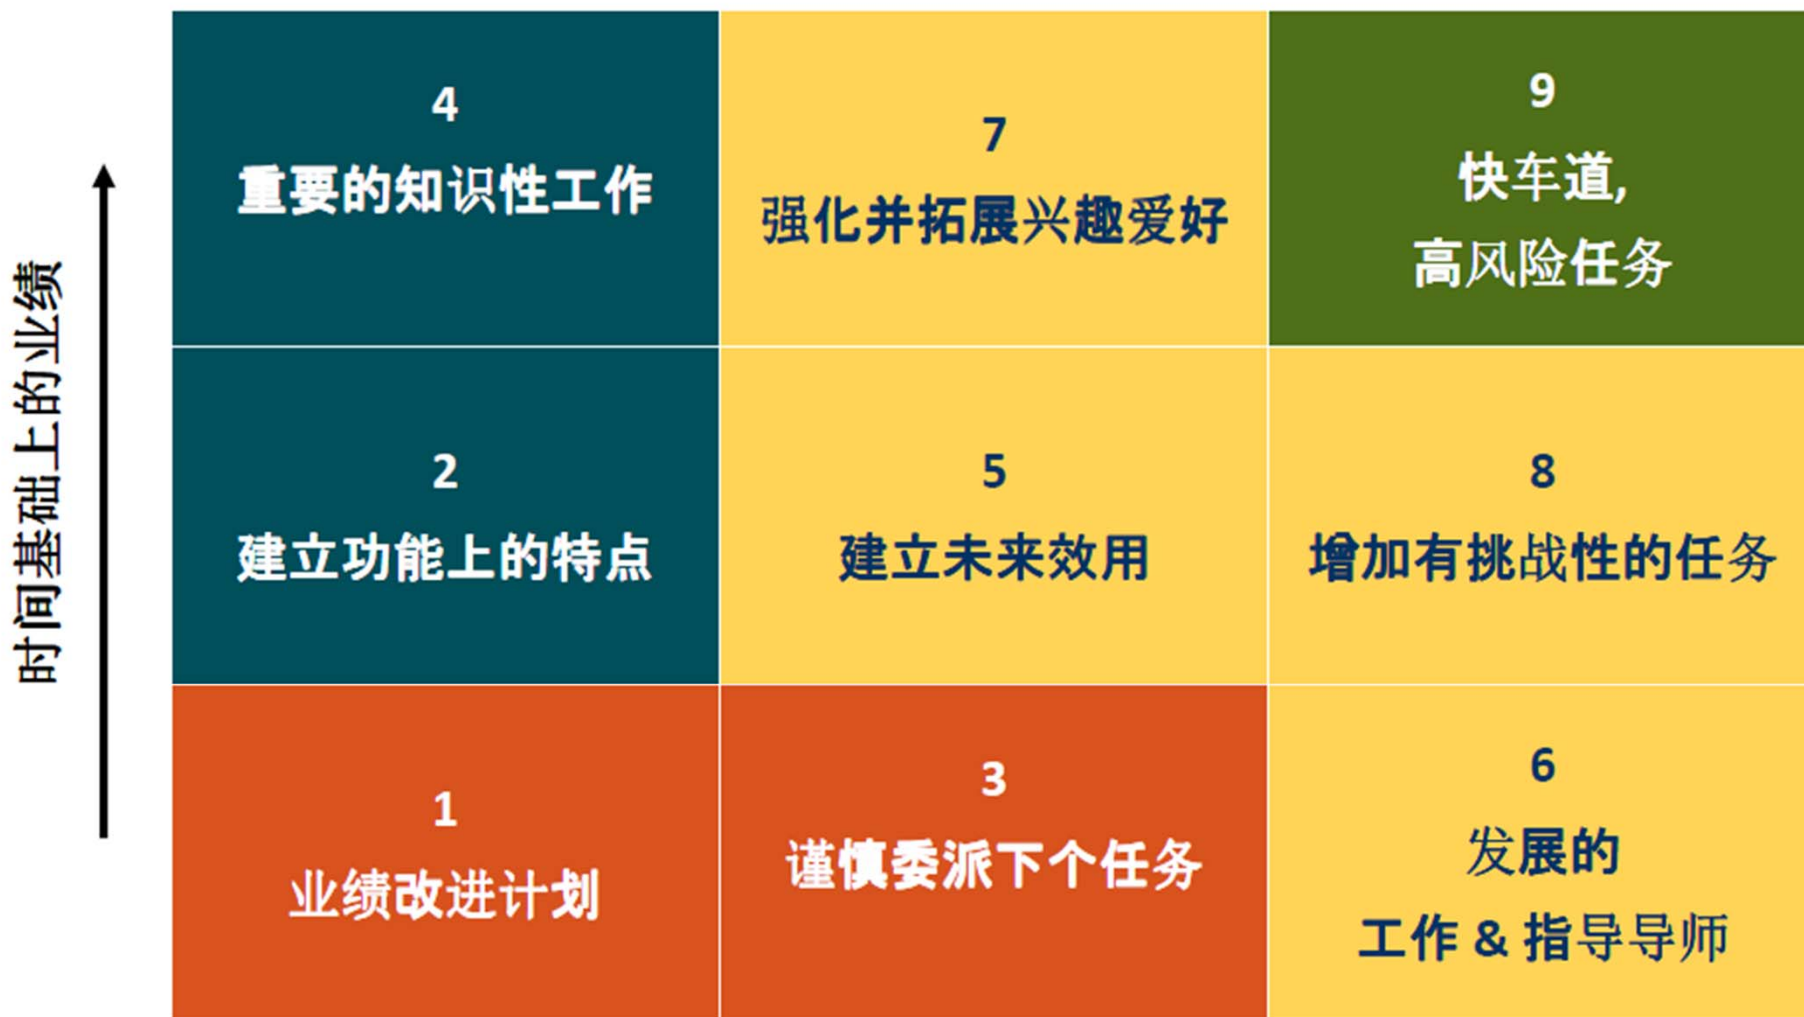 时间基础上的业绩
4
重要的知识性工作
7
强化并拓展兴趣爱好
9
快车道,
高风险任务
2
建立功能上的特点
5
建立未来效用
8
增加有挑战性的任务
1
业绩改进计划
3
谨慎委派下个任务
6
发展的
工作 & 指导导师